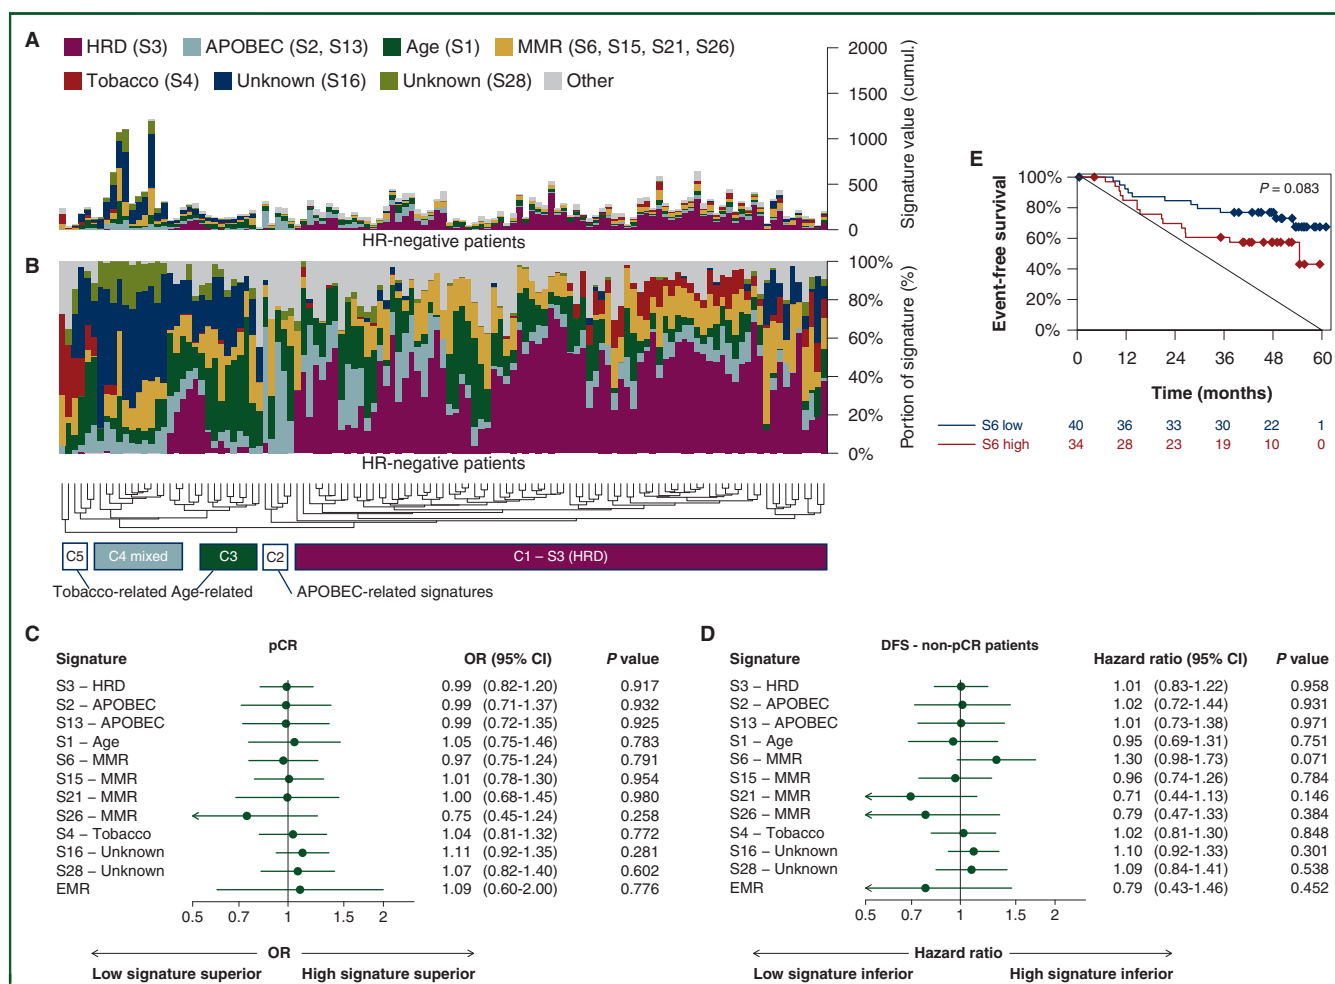 A
HRD (S3) APOBEC (S2, S13) Age (S1) MMR (S6, S15, S21, S26)
Tobacco (S4) Unknown (S16) Unknown (S28) Other
2000
1500
1000
500
0
Signature value (cumul.)
HR-negative patients
B
100%
80%
60%
40%
20%
0%
Portion of signature (%)
HR-negative patients
C5 C4 mixed C3 C2 C1 – S3 (HRD)
Tobacco-related Age-related APOBEC-related signatures
E
100%
80%
60%
40%
20%
0%
Event-free survival
P = 0.083
0 12 24 36 48 60
Time (months)
S6 low 40 36 33 30 22 1
S6 high 34 28 23 19 10 0
C
pCR
Signature OR (95% CI) P value
S3 – HRD 0.99 (0.82-1.20) 0.917
S2 – APOBEC 0.99 (0.71-1.37) 0.932
S13 – APOBEC 0.99 (0.72-1.35) 0.925
S1 – Age 1.05 (0.75-1.46) 0.783
S6 – MMR 0.97 (0.75-1.24) 0.791
S15 – MMR 1.01 (0.78-1.30) 0.954
S21 – MMR 1.00 (0.68-1.45) 0.980
S26 – MMR 0.75 (0.45-1.24) 0.258
S4 – Tobacco 1.04 (0.81-1.32) 0.772
S16 – Unknown 1.11 (0.92-1.35) 0.281
S28 – Unknown 1.07 (0.82-1.40) 0.602
EMR 1.09 (0.60-2.00) 0.776
0.5 0.7 1 1.5 2
OR
Low signature superior High signature superior
D
DFS - non-pCR patients
Signature Hazard ratio (95% CI) P value
S3 – HRD 1.01 (0.83-1.22) 0.958
S2 – APOBEC 1.02 (0.72-1.44) 0.931
S13 – APOBEC 1.01 (0.73-1.38) 0.971
S1 – Age 0.95 (0.69-1.31) 0.751
S6 – MMR 1.30 (0.98-1.73) 0.071
S15 – MMR 0.96 (0.74-1.26) 0.784
S21 – MMR 0.71 (0.44-1.13) 0.146
S26 – MMR 0.79 (0.47-1.33) 0.384
S4 – Tobacco 1.02 (0.81-1.30) 0.848
S16 – Unknown 1.10 (0.92-1.33) 0.301
S28 – Unknown 1.09 (0.84-1.41) 0.538
EMR 0.79 (0.43-1.46) 0.452
0.5 0.7 1 1.5 2
Hazard ratio
Low signature inferior High signature inferior